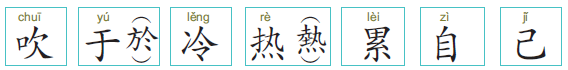 chuī yú lěng rè lèi zì jǐ
吹 于(於) 冷 热(熱) 累 自 己